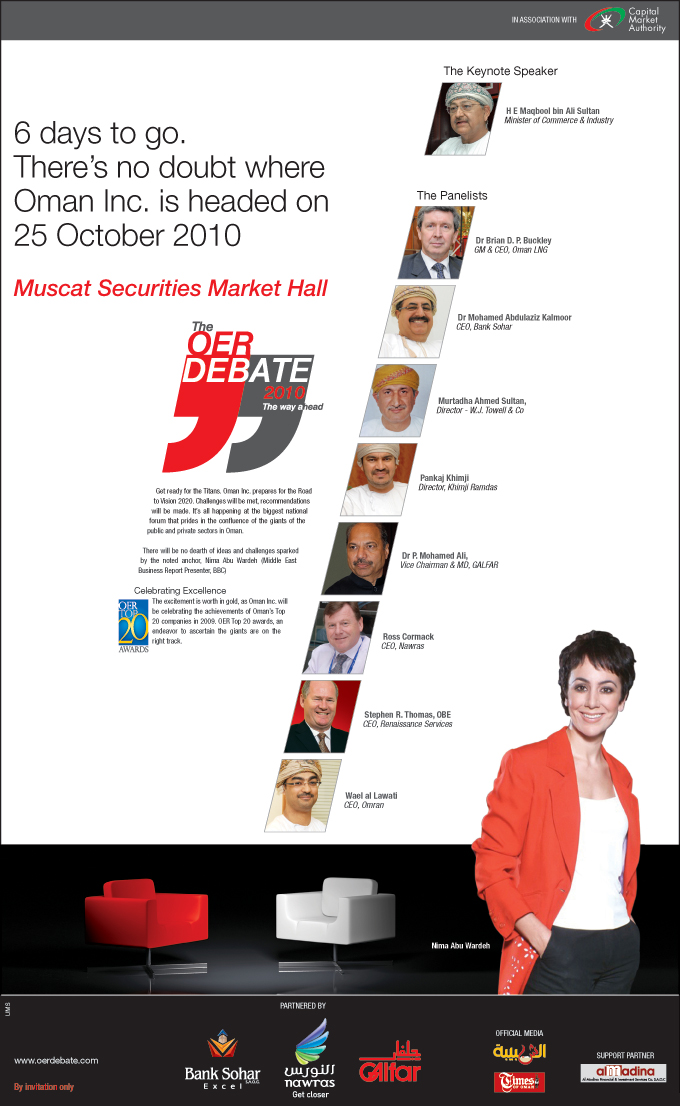 IN ASSOCIATION WITH
Capital
Market
Authority
The Keynote Speaker
H E Maqbool bin Ali Sultan
Minister of Commerce & Industry
6 days to go.
There's no doubt where
Oman Inc. is headed on
25 October 2010
Muscat Securities Market Hall
The
OER
DEBATE
2010
The way ahead
Get ready for the Titans. Oman Inc. prepares for the Road
to Vision 2020. Challenges will be met, recommendations
will be made. It's all happening at the biggest national
forum that prides in the confluence of the giants of the
public and private sectors in Oman.
There will be no dearth of ideas and challenges sparked
by the noted anchor, Nima Abu Wardeh (Middle East
Business Report Presenter, BBC)
Celebrating Excellence
OER
TOP
20
AWARDS
The excitement is worth in gold, as Oman Inc. will
be celebrating the achievements of Oman's Top
20 companies in 2009. OER Top 20 awards, an
endeavor to ascertain the giants are on the
right track.
The Panelists
Dr Brian D. P. Buckley
GM & CEO, Oman LNG
Dr Mohamed Abdulaziz Kalmoor
CEO, Bank Sohar
Murtadha Ahmed Sultan,
Director - W.J. Towell & Co
Pankaj Khimji
Director, Khimji Ramdas
Dr P. Mohamed Ali,
Vice Chairman & MD, GALFAR
Ross Cormack
CEO, Nawras
Stephen R. Thomas, OBE
CEO, Renaissance Services
Wael al Lawati
CEO, Omran
Nima Abu Wardeh
UMS
www.oerdebate.com
By invitation only
PARTNERED BY
Bank Sohar
S.A.O.G.
Excel
النورس
nawras
Get closer
جلفار
Galfar
OFFICIAL MEDIA
الشبيبة
Times
OF OMAN
SUPPORT PARTNER
almadina
Al Madina Financial & Investment Services Co. S.A.O.C